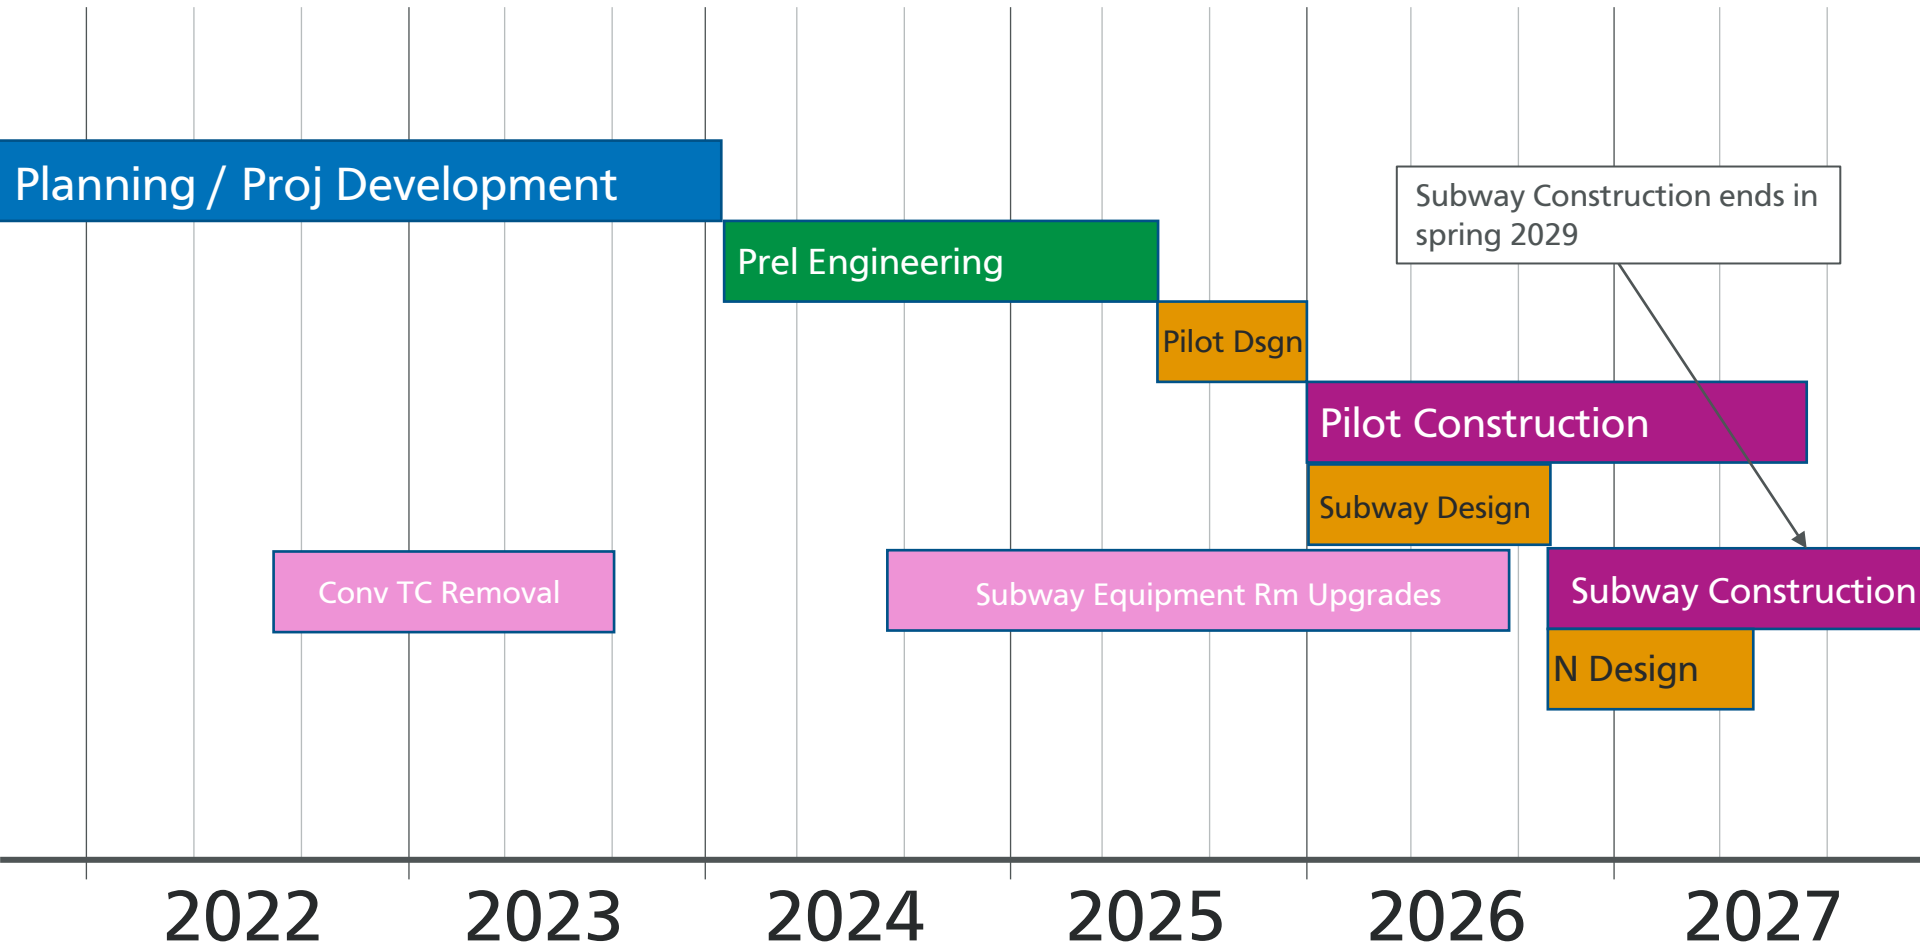 Planning / Proj Development
Subway Construction ends in
spring 2029
Prel Engineering
Pilot Dsgn
Pilot Construction
Subway Design
Conv TC Removal
Subway Equipment Rm Upgrades
Subway Construction
N Design
2022
2023
2024
2025
2026
2027